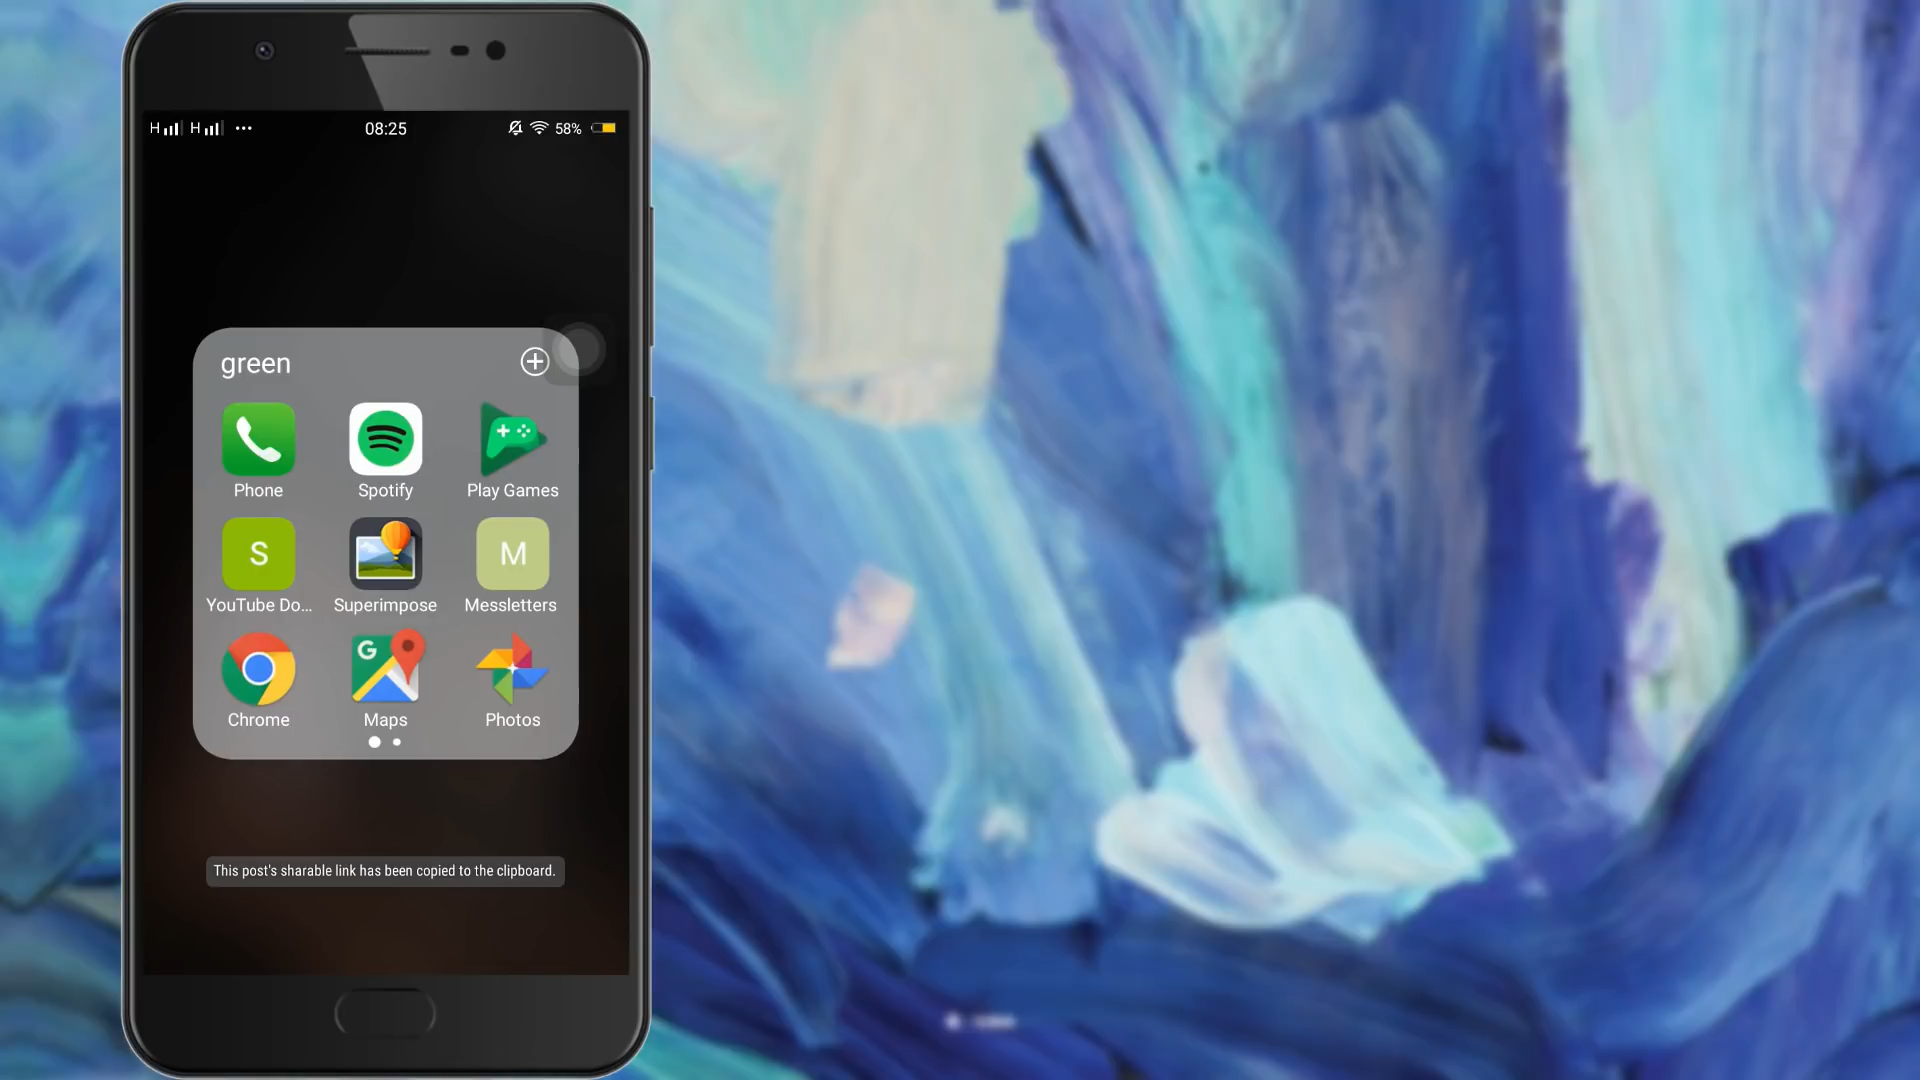 H H ••• 08:25 58%
green
Phone Spotify Play Games
S M
YouTube Do... Superimpose Messletters
G
Chrome Maps Photos
This post's sharable link has been copied to the clipboard.